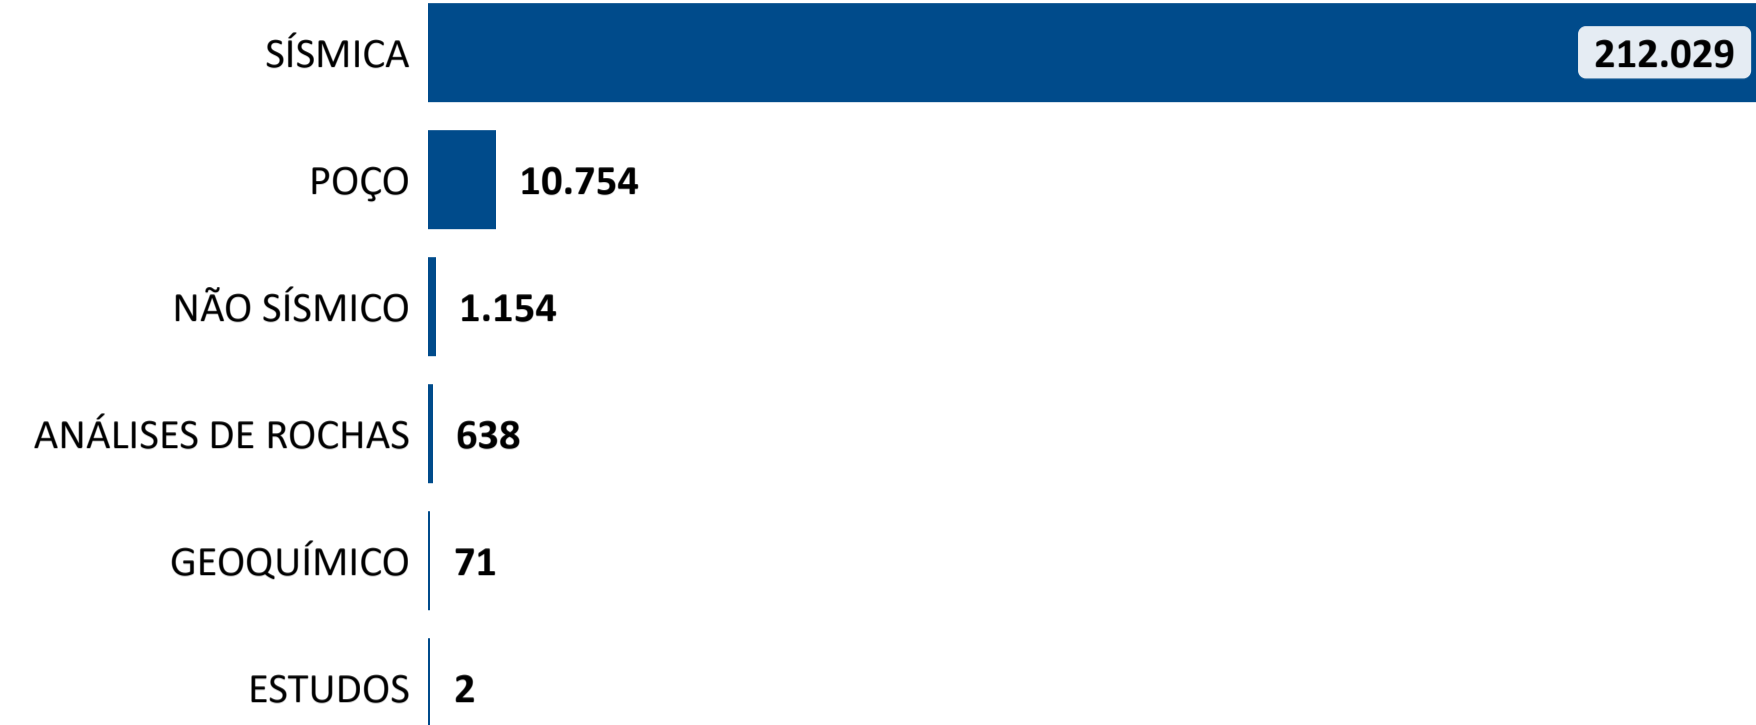 SÍSMICA 212.029
POÇO 10.754
NÃO SÍSMICO 1.154
ANÁLISES DE ROCHAS 638
GEOQUÍMICO 71
ESTUDOS 2